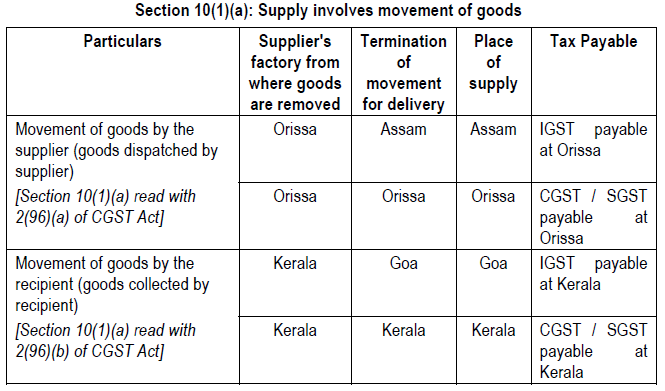 Section 10(1)(a): Supply involves movement of goods
Particulars
Supplier's
factory from
where goods
are removed
Termination
of
movement
for delivery
Place
of
supply
Tax Payable
Movement of goods by the
supplier (goods dispatched by
supplier)
[Section 10(1)(a) read with
2(96)(a) of CGST Act]
Orissa
Assam
Assam
IGST payable
at Orissa
Orissa
Orissa
Orissa
CGST / SGST
payable at
Orissa
Movement of goods by the
recipient (goods collected by
recipient)
[Section 10(1)(a) read with
2(96)(b) of CGST Act]
Kerala
Goa
Goa
IGST payable
at Kerala
Kerala
Kerala
Kerala
CGST / SGST
payable at
Kerala